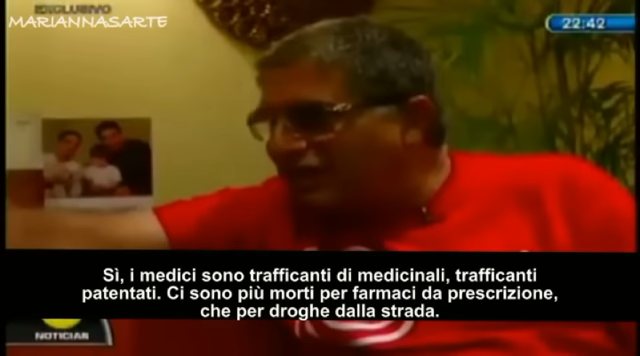 EXCLUSIVO
MARIANNASARTE
22:42
Sì, i medici sono trafficanti di medicinali, trafficanti
patentati. Ci sono più morti per farmaci da prescrizione,
che per droghe dalla strada.
NOTICIAS